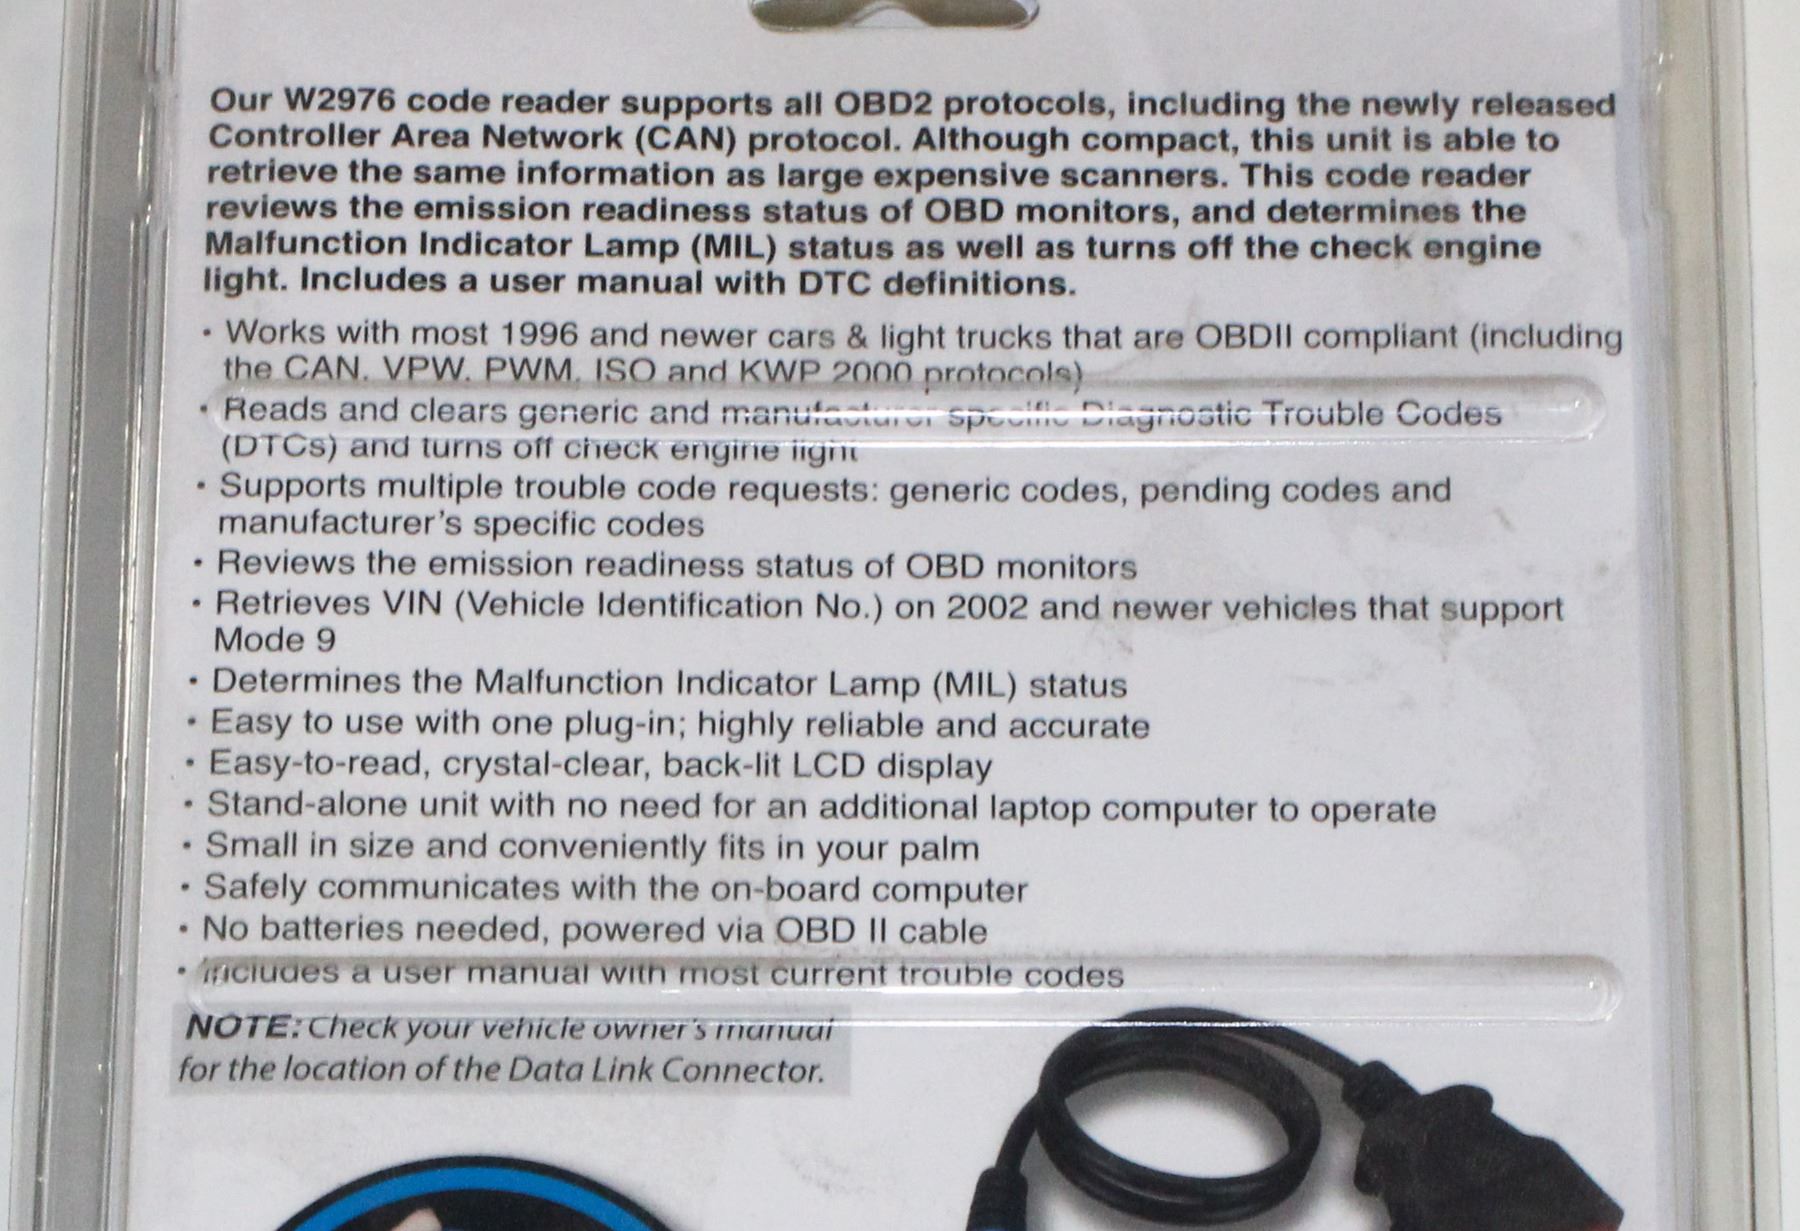 Our W2976 code reader supports all OBD2 protocols, including the newly released
Controller Area Network (CAN) protocol. Although compact, this unit is able to
retrieve the same information as large expensive scanners. This code reader
reviews the emission readiness status of OBD monitors, and determines the
Malfunction Indicator Lamp (MIL) status as well as turns off the check engine
light. Includes a user manual with DTC definitions.
• Works with most 1996 and newer cars & light trucks that are OBDII compliant (including
the CAN, VPW, PWM, ISO and KWP 2000 protocols)
• Reads and clears generic and manufacturer specific Diagnostic Trouble Codes
(DTCs) and turns off check engine light
• Supports multiple trouble code requests: generic codes, pending codes and
manufacturer's specific codes
• Reviews the emission readiness status of OBD monitors
• Retrieves VIN (Vehicle Identification No.) on 2002 and newer vehicles that support
Mode 9
• Determines the Malfunction Indicator Lamp (MIL) status
• Easy to use with one plug-in; highly reliable and accurate
• Easy-to-read, crystal-clear, back-lit LCD display
• Stand-alone unit with no need for an additional laptop computer to operate
• Small in size and conveniently fits in your palm
• Safely communicates with the on-board computer
• No batteries needed, powered via OBD II cable
• Includes a user manual with most current trouble codes
NOTE: Check your vehicle owner's manual
for the location of the Data Link Connector.